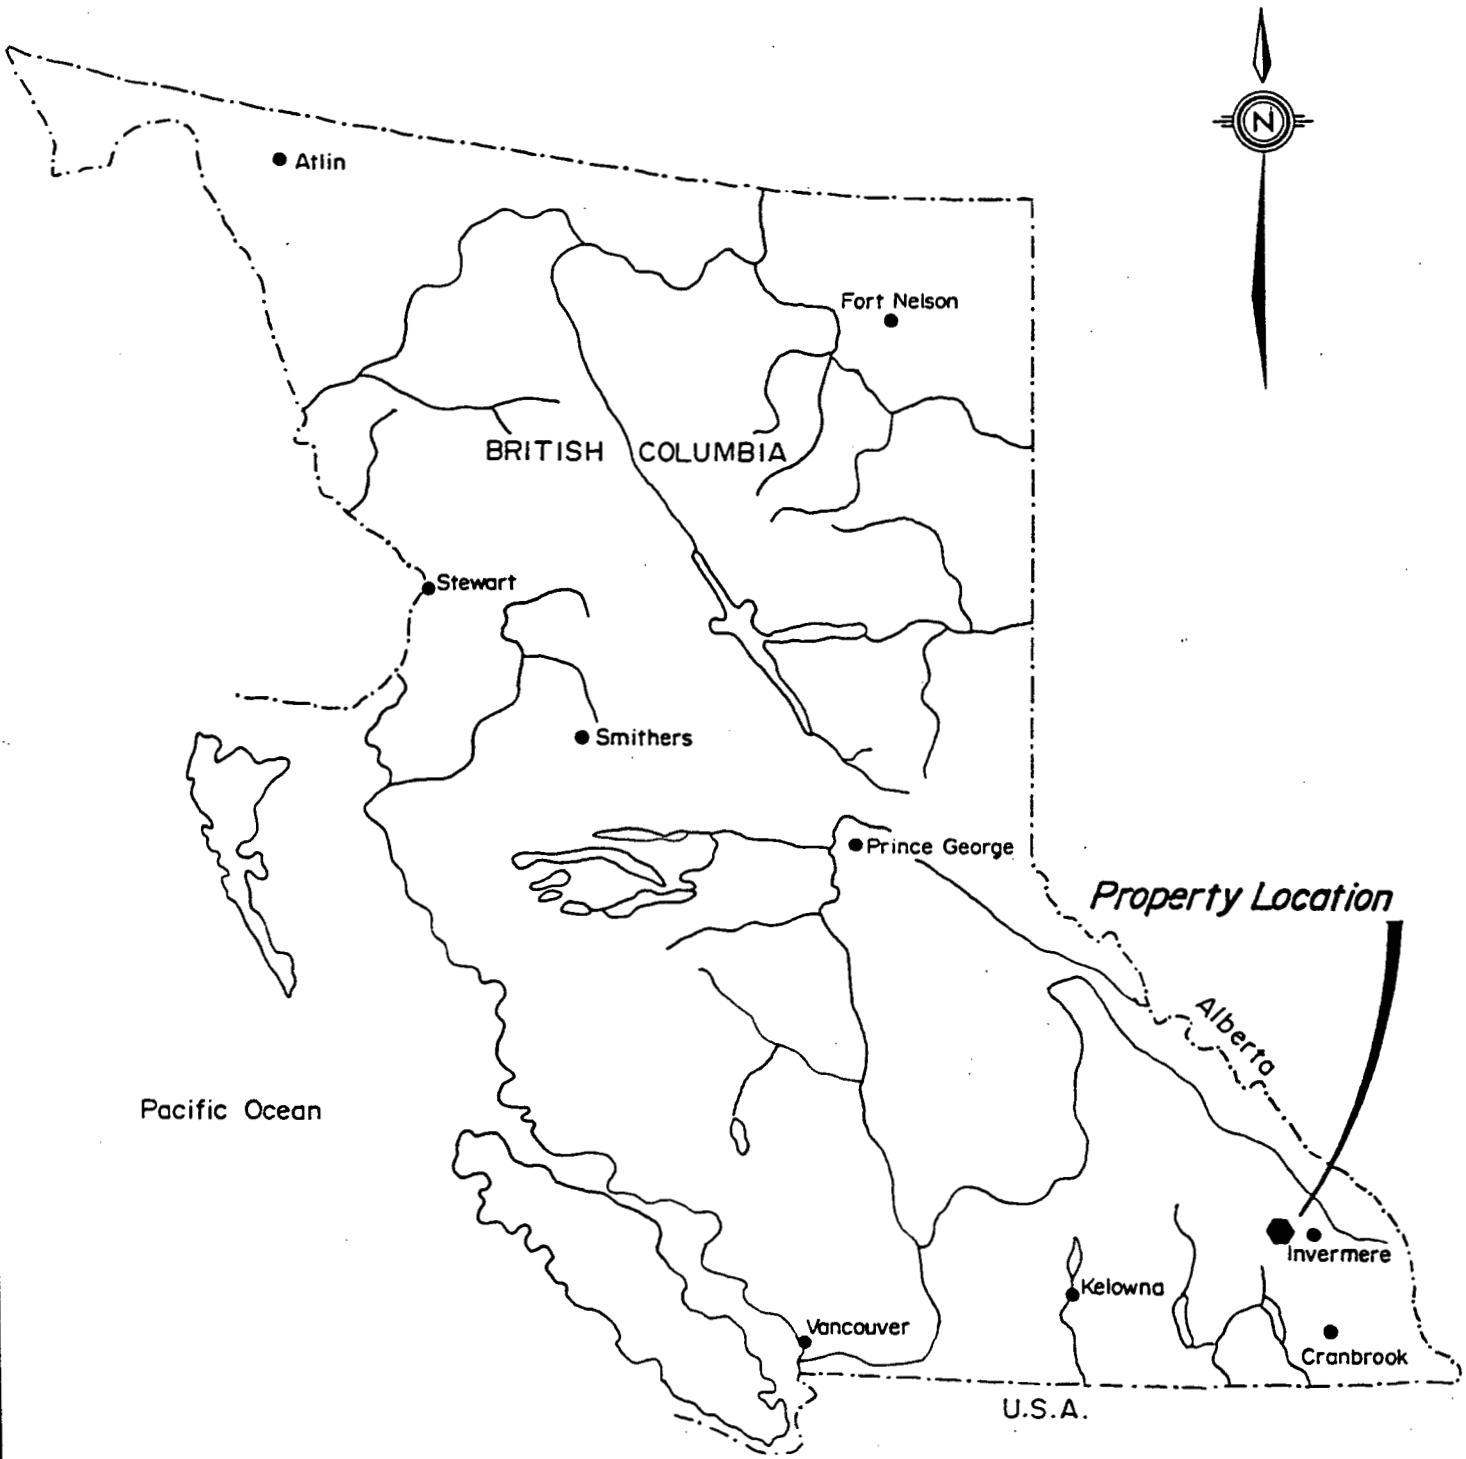 N
Atlin
Fort Nelson
BRITISH COLUMBIA
Stewart
Smithers
Prince George
Property Location
Alberta
Pacific Ocean
Invermere
Kelowna
Vancouver
Cranbrook
U.S.A.